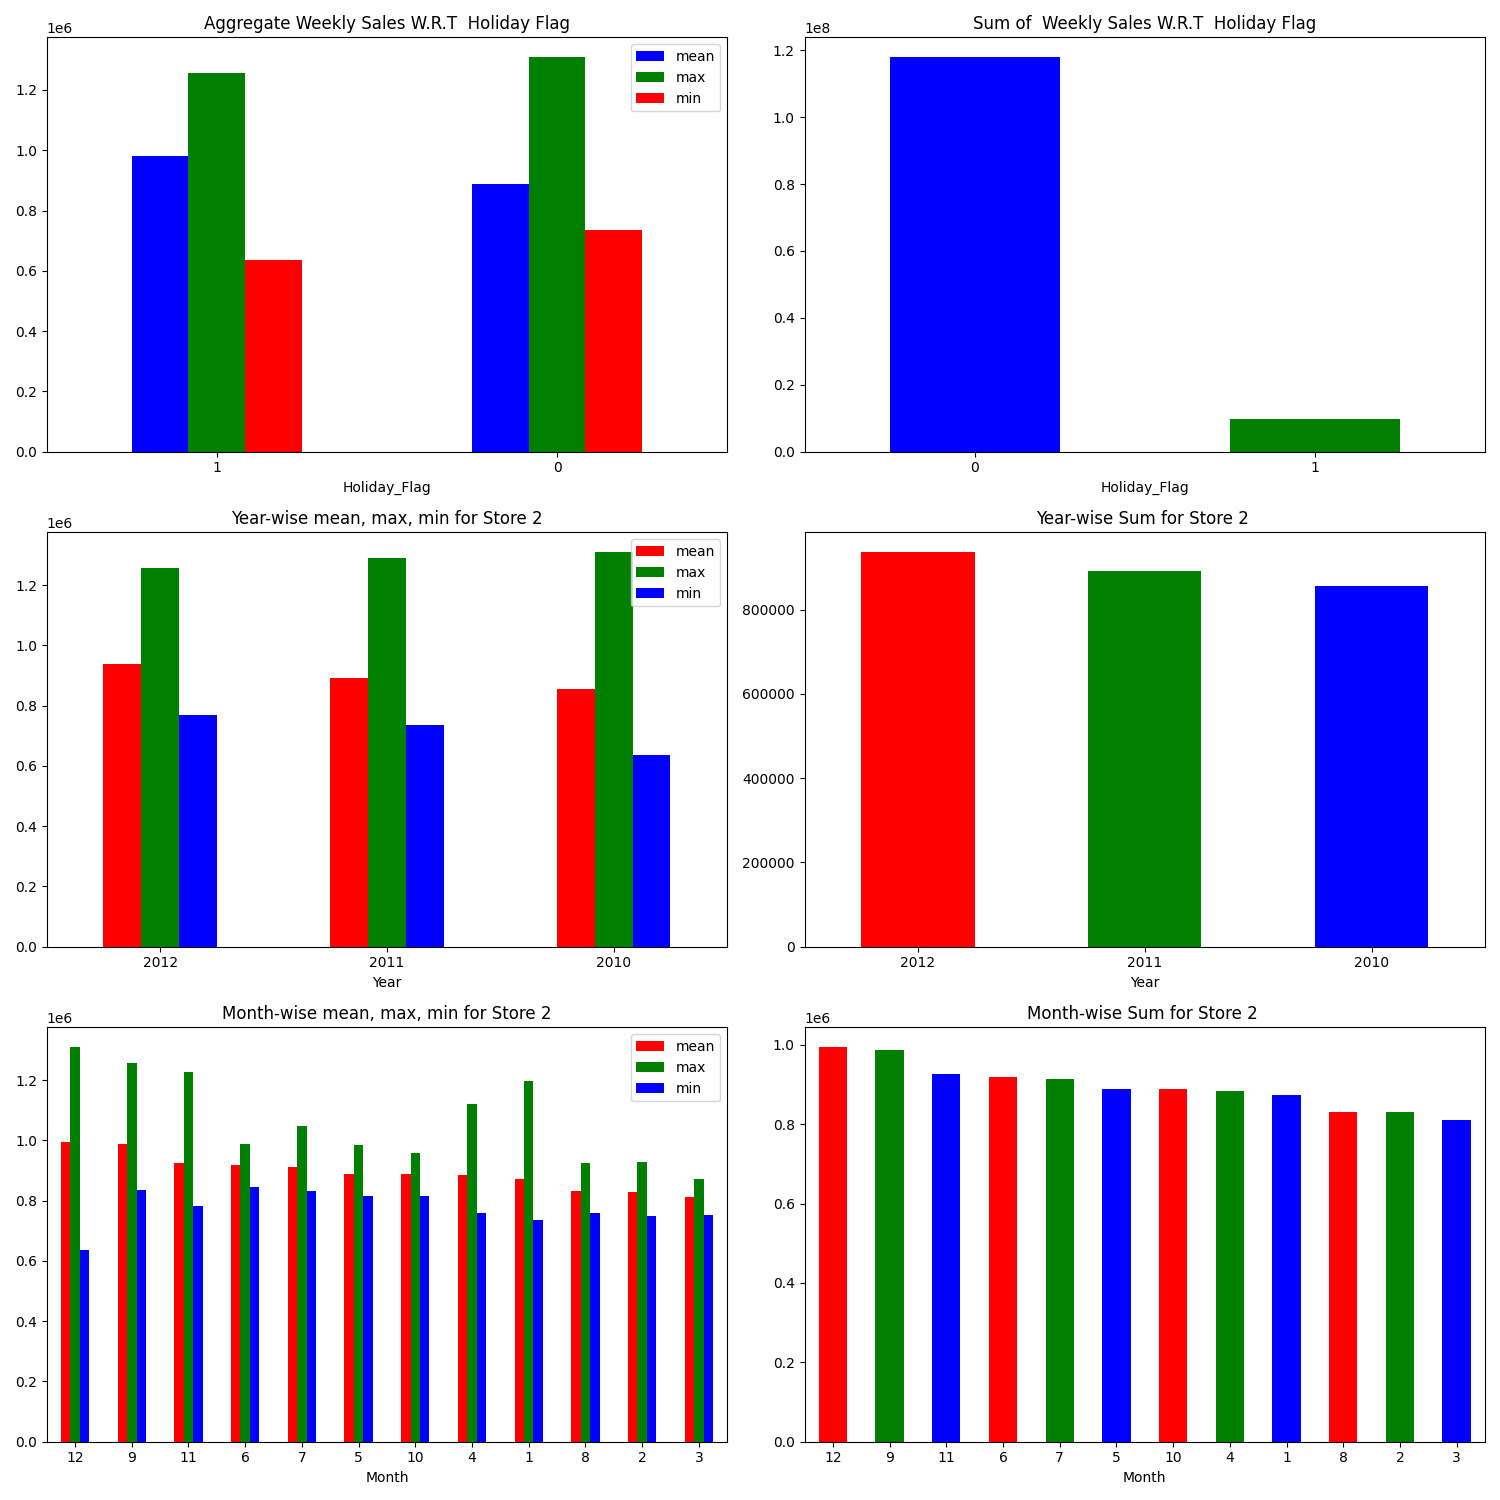 Aggregate Weekly Sales W.R.T  Holiday Flag
1e6
mean
max
min
1.2
1.0
0.8
0.6
0.4
0.2
0.0
1 0
Holiday_Flag
Sum of  Weekly Sales W.R.T  Holiday Flag
1e8
1.2
1.0
0.8
0.6
0.4
0.2
0.0
0 1
Holiday_Flag
Year-wise mean, max, min for Store 2
1e6
mean
max
min
1.2
1.0
0.8
0.6
0.4
0.2
0.0
2012 2011 2010
Year
Year-wise Sum for Store 2
800000
600000
400000
200000
0
2012 2011 2010
Year
Month-wise mean, max, min for Store 2
1e6
mean
max
min
1.2
1.0
0.8
0.6
0.4
0.2
0.0
12 9 11 6 7 5 10 4 1 8 2 3
Month
Month-wise Sum for Store 2
1e6
1.0
0.8
0.6
0.4
0.2
0.0
12 9 11 6 7 5 10 4 1 8 2 3
Month